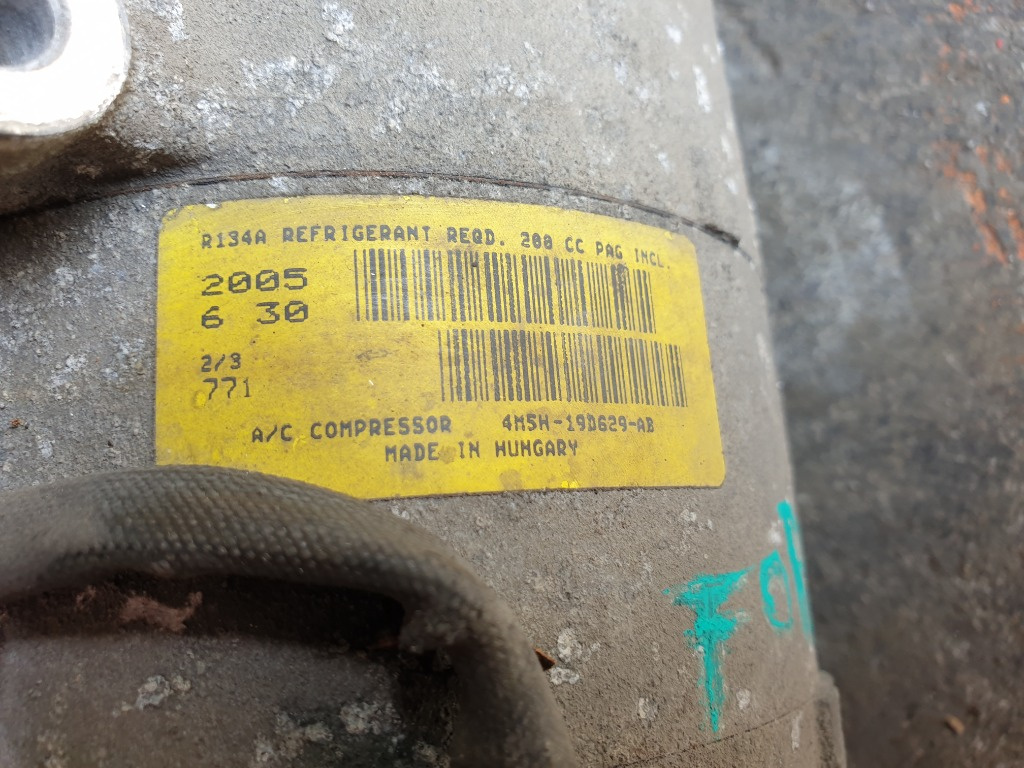 R134A REFRIGERANT REQD. 200 CC PAG INCL.
2005
6 30
2/3
771
A/C COMPRESSOR 4M5H-19D629-AB
MADE IN HUNGARY